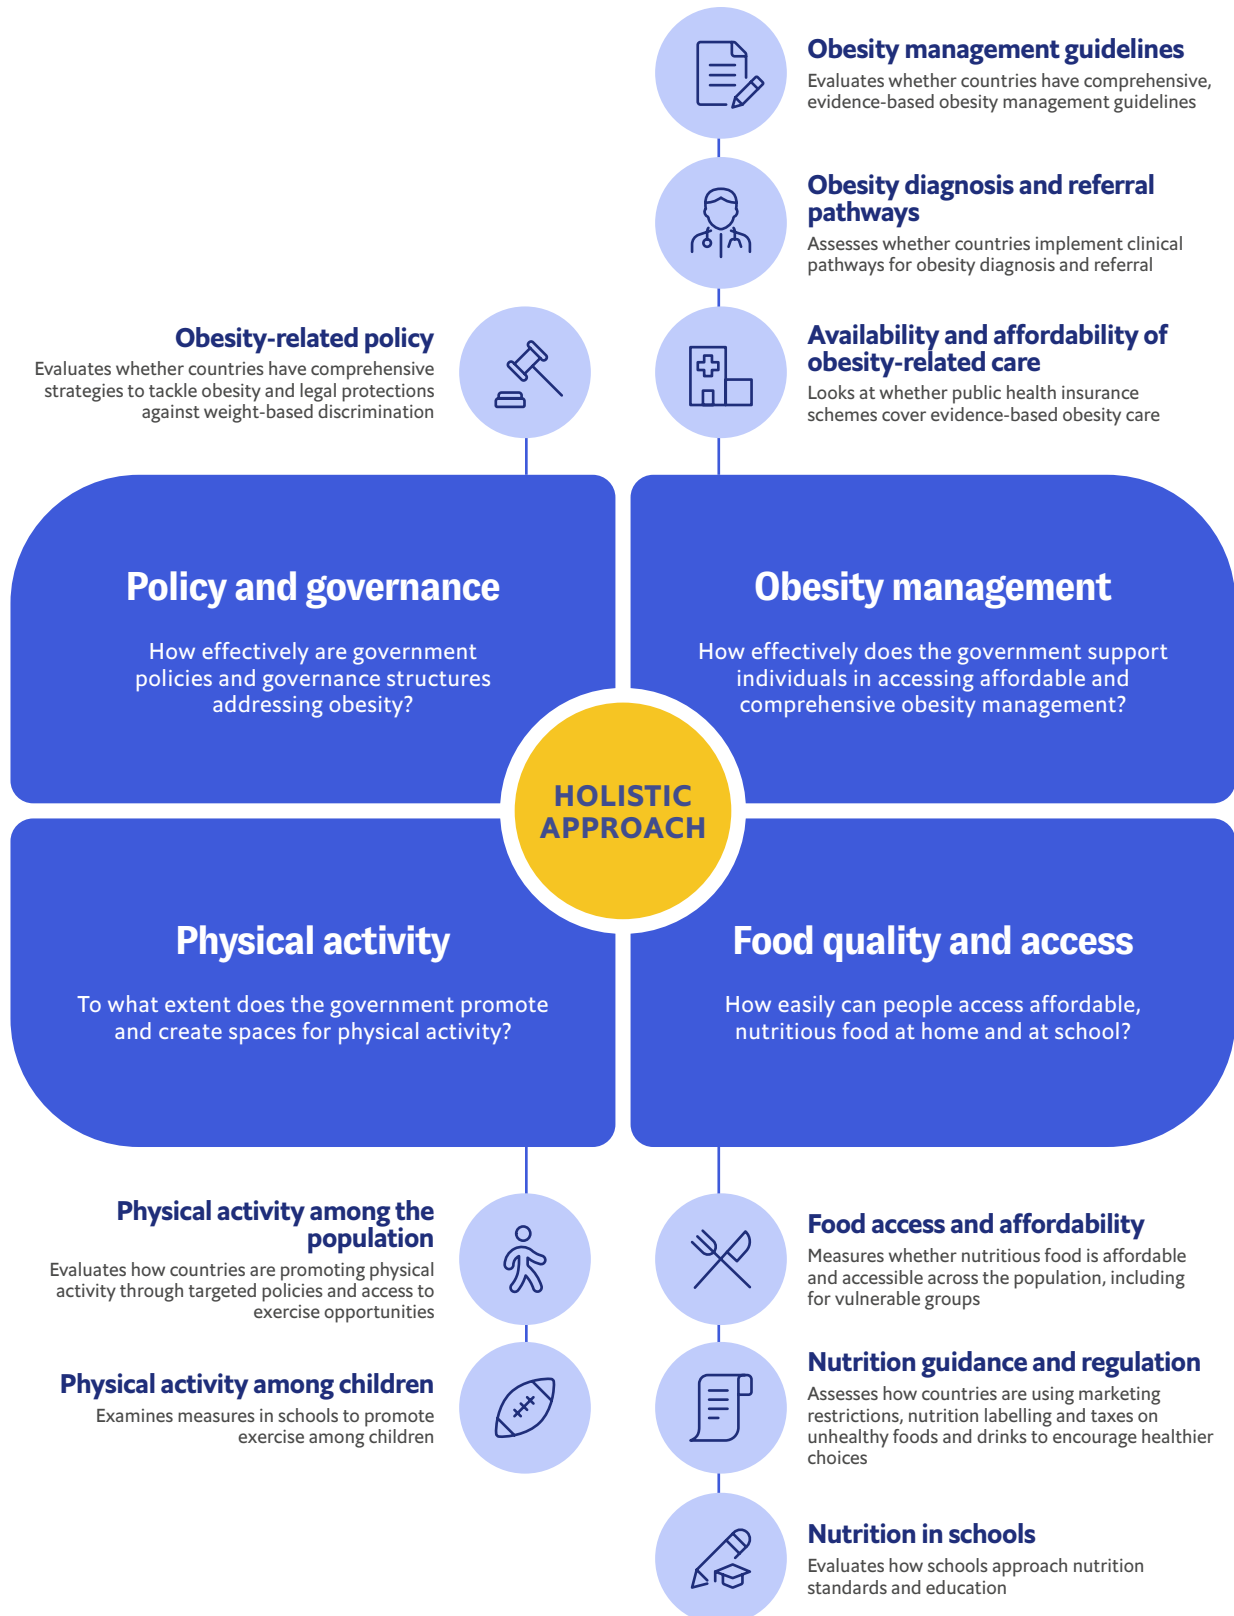 Obesity management guidelines
Evaluates whether countries have comprehensive,
evidence-based obesity management guidelines
Obesity diagnosis and referral
pathways
Assesses whether countries implement clinical
pathways for obesity diagnosis and referral
Obesity-related policy
Evaluates whether countries have comprehensive
strategies to tackle obesity and legal protections
against weight-based discrimination
Availability and affordability of
obesity-related care
Looks at whether public health insurance
schemes cover evidence-based obesity care
Policy and governance
How effectively are government
policies and governance structures
addressing obesity?
Obesity management
How effectively does the government support
individuals in accessing affordable and
comprehensive obesity management?
HOLISTIC
APPROACH
Physical activity
To what extent does the government promote
and create spaces for physical activity?
Food quality and access
How easily can people access affordable,
nutritious food at home and at school?
Physical activity among the
population
Evaluates how countries are promoting physical
activity through targeted policies and access to
exercise opportunities
Physical activity among children
Examines measures in schools to promote
exercise among children
Food access and affordability
Measures whether nutritious food is affordable
and accessible across the population, including
for vulnerable groups
Nutrition guidance and regulation
Assesses how countries are using marketing
restrictions, nutrition labelling and taxes on
unhealthy foods and drinks to encourage healthier
choices
Nutrition in schools
Evaluates how schools approach nutrition
standards and education